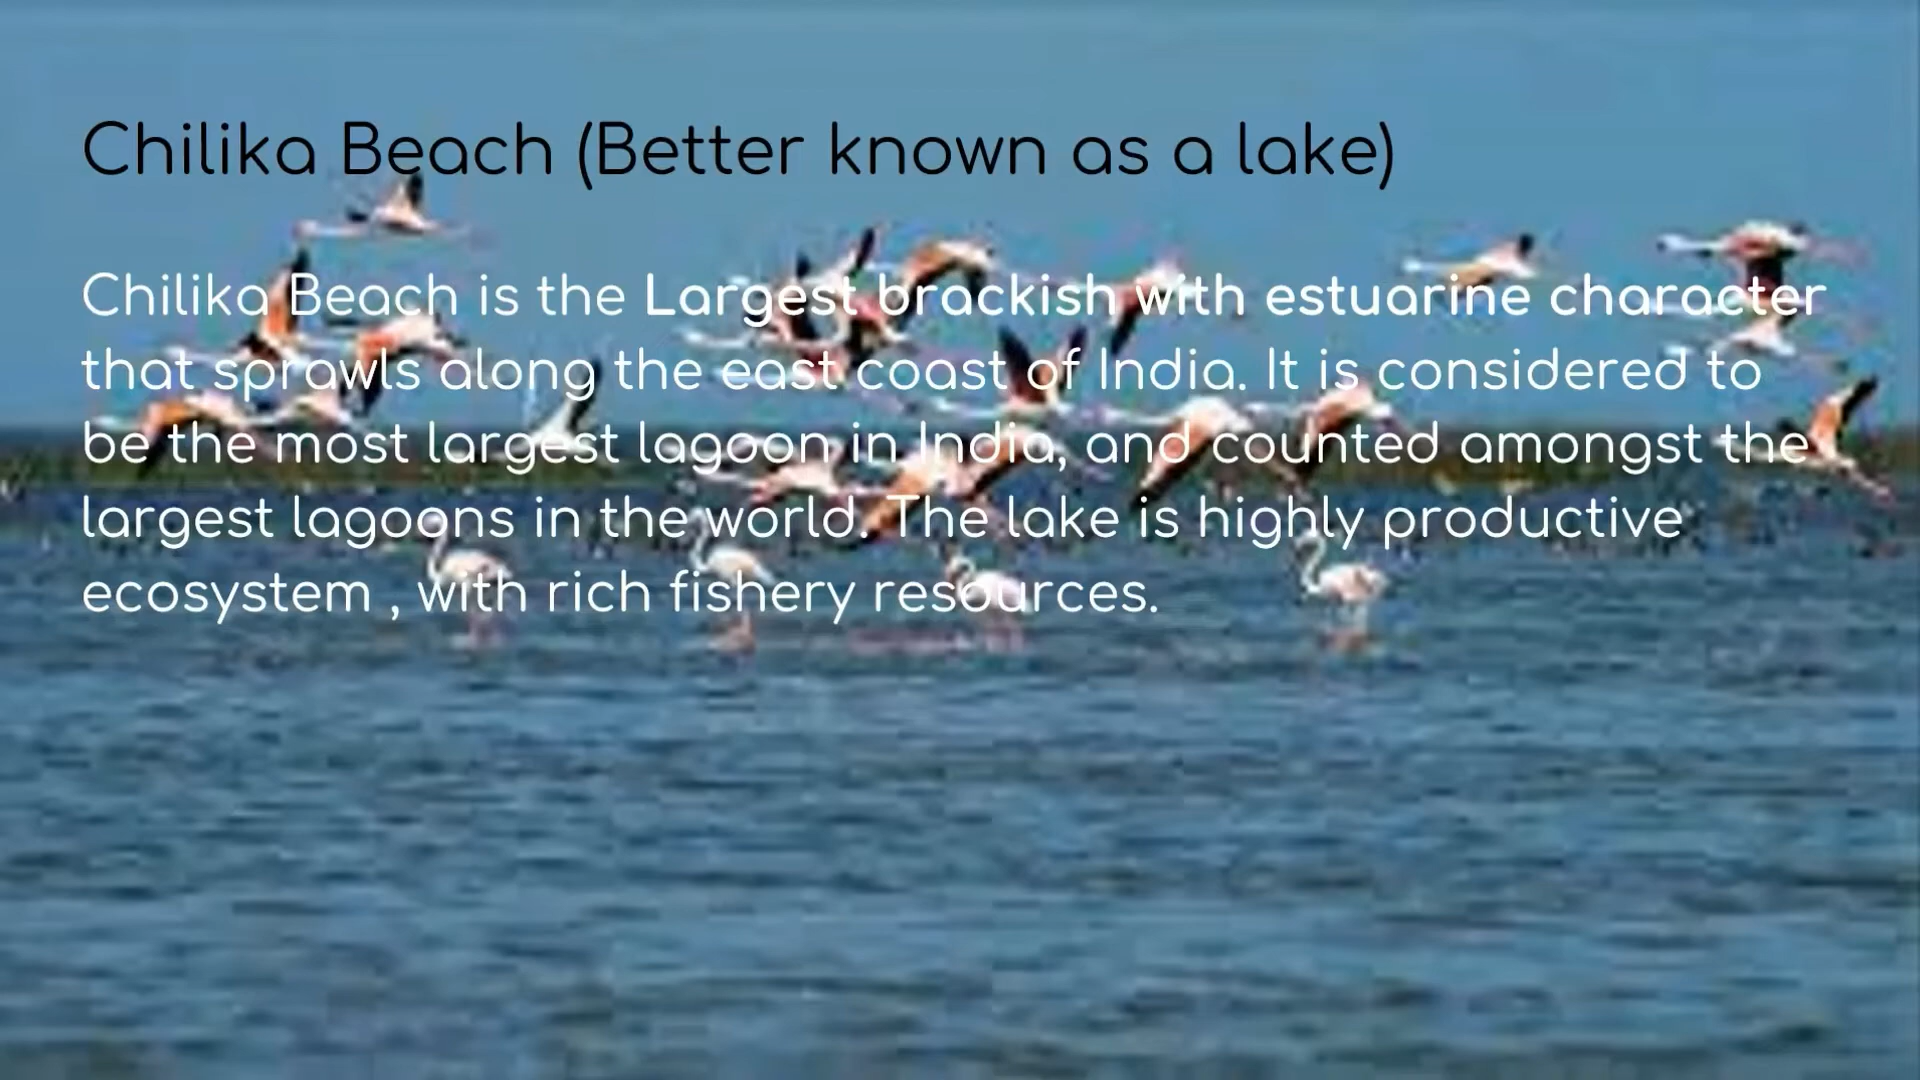 Chilika Beach (Better known as a lake)
Chilika Beach is the Largest brackish with estuarine character
that sprawls along the east coast of India. It is considered to
be the most largest lagoon in India, and counted amongst the
largest lagoons in the world. The lake is highly productive
ecosystem , with rich fishery resources.